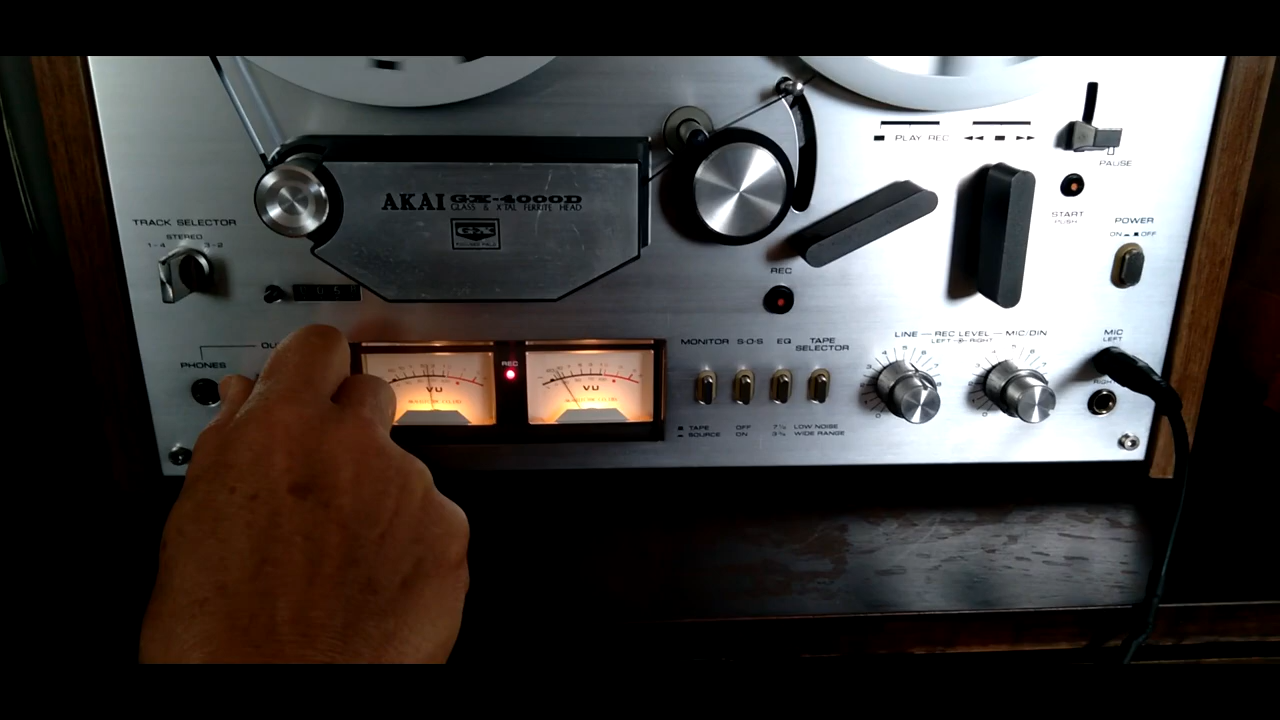 PLAY REC
PAUSE
AKAI GX-4000D
GLASS & X'TAL FERRITE HEAD
GX
START
PUSH
TRACK SELECTOR
STEREO
1-4 3-2
POWER
ON OFF
REC
LINE — REC LEVEL — MIC/DIN
LEFT RIGHT
MIC
LEFT
RIGHT
MONITOR S·O·S EQ TAPE
SELECTOR
PHONES
REC
VU
VU
TAPE OFF 7½ LOW NOISE
SOURCE ON 3¾ WIDE RANGE